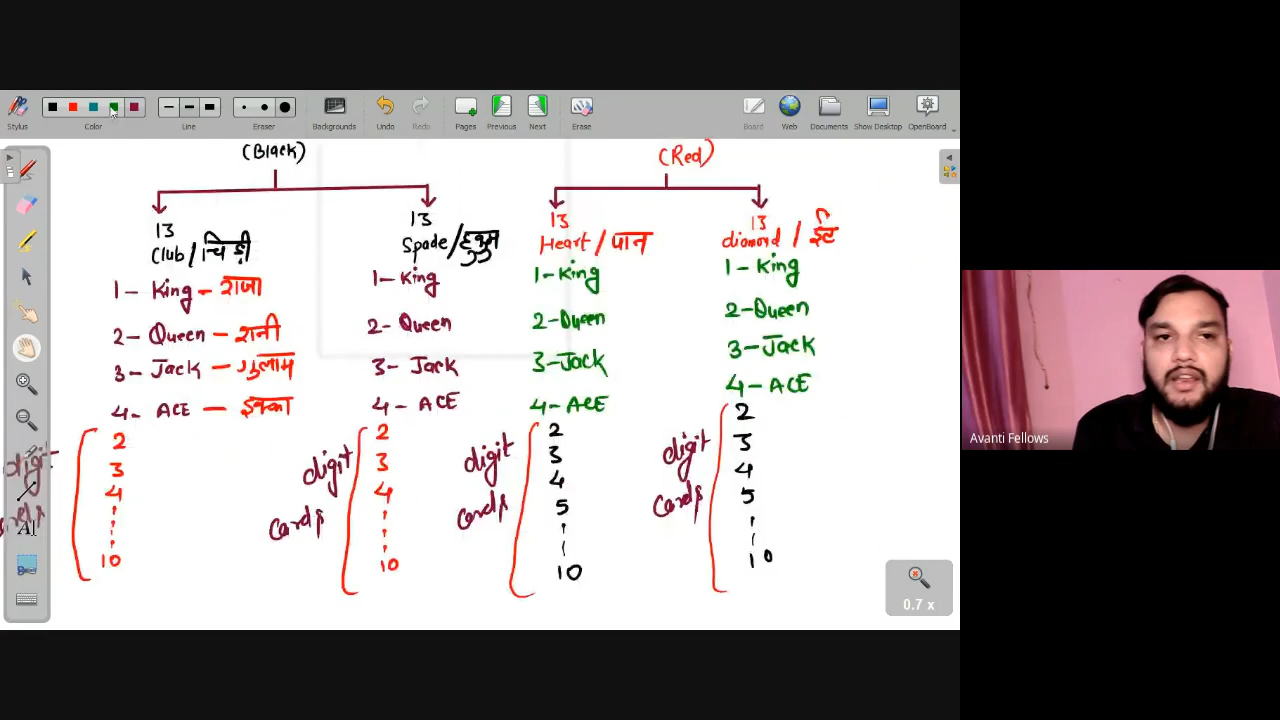 Stylus
Color
Line
Eraser
Backgrounds
Undo
Redo
Pages
Previous
Next
Erase
Board
Web
Documents
Show Desktop
OpenBoard
(Black)
(Red)
13
Club / चिड़ी
1- King - राजा
2- Queen - रानी
3- Jack - गुलाम
4- ACE - इक्का
digit
cards
2
3
4
10
13
Spade / हुकुम
1- King
2- Queen
3- Jack
4- ACE
digit
cards
2
3
4
10
13
Heart / पान
1- King
2- Queen
3- Jack
4- ACE
digit
cards
2
3
4
5
10
13
diamond / ईंट
1- King
2- Queen
3- Jack
4- ACE
digit
cards
2
3
4
5
10
AI
0.7 x
Avanti Fellows